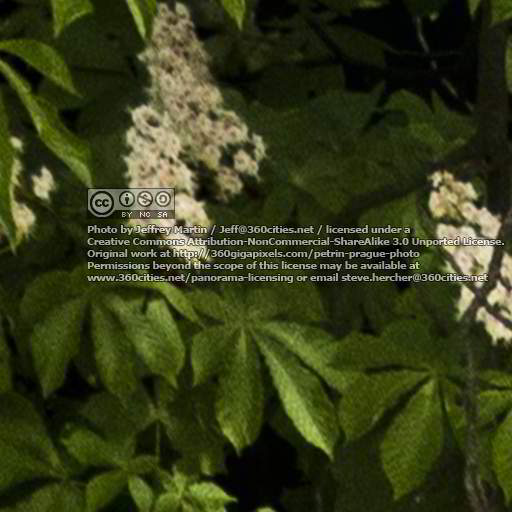 cc
BY NC SA
Photo by Jeffrey Martin / Jeff@360cities.net / licensed under a
Creative Commons Attribution-NonCommercial-ShareAlike 3.0 Unported License.
Original work at http://360gigapixels.com/petrin-prague-photo
Permissions beyond the scope of this license may be available at
www.360cities.net/panorama-licensing or email steve.hercher@360cities.net